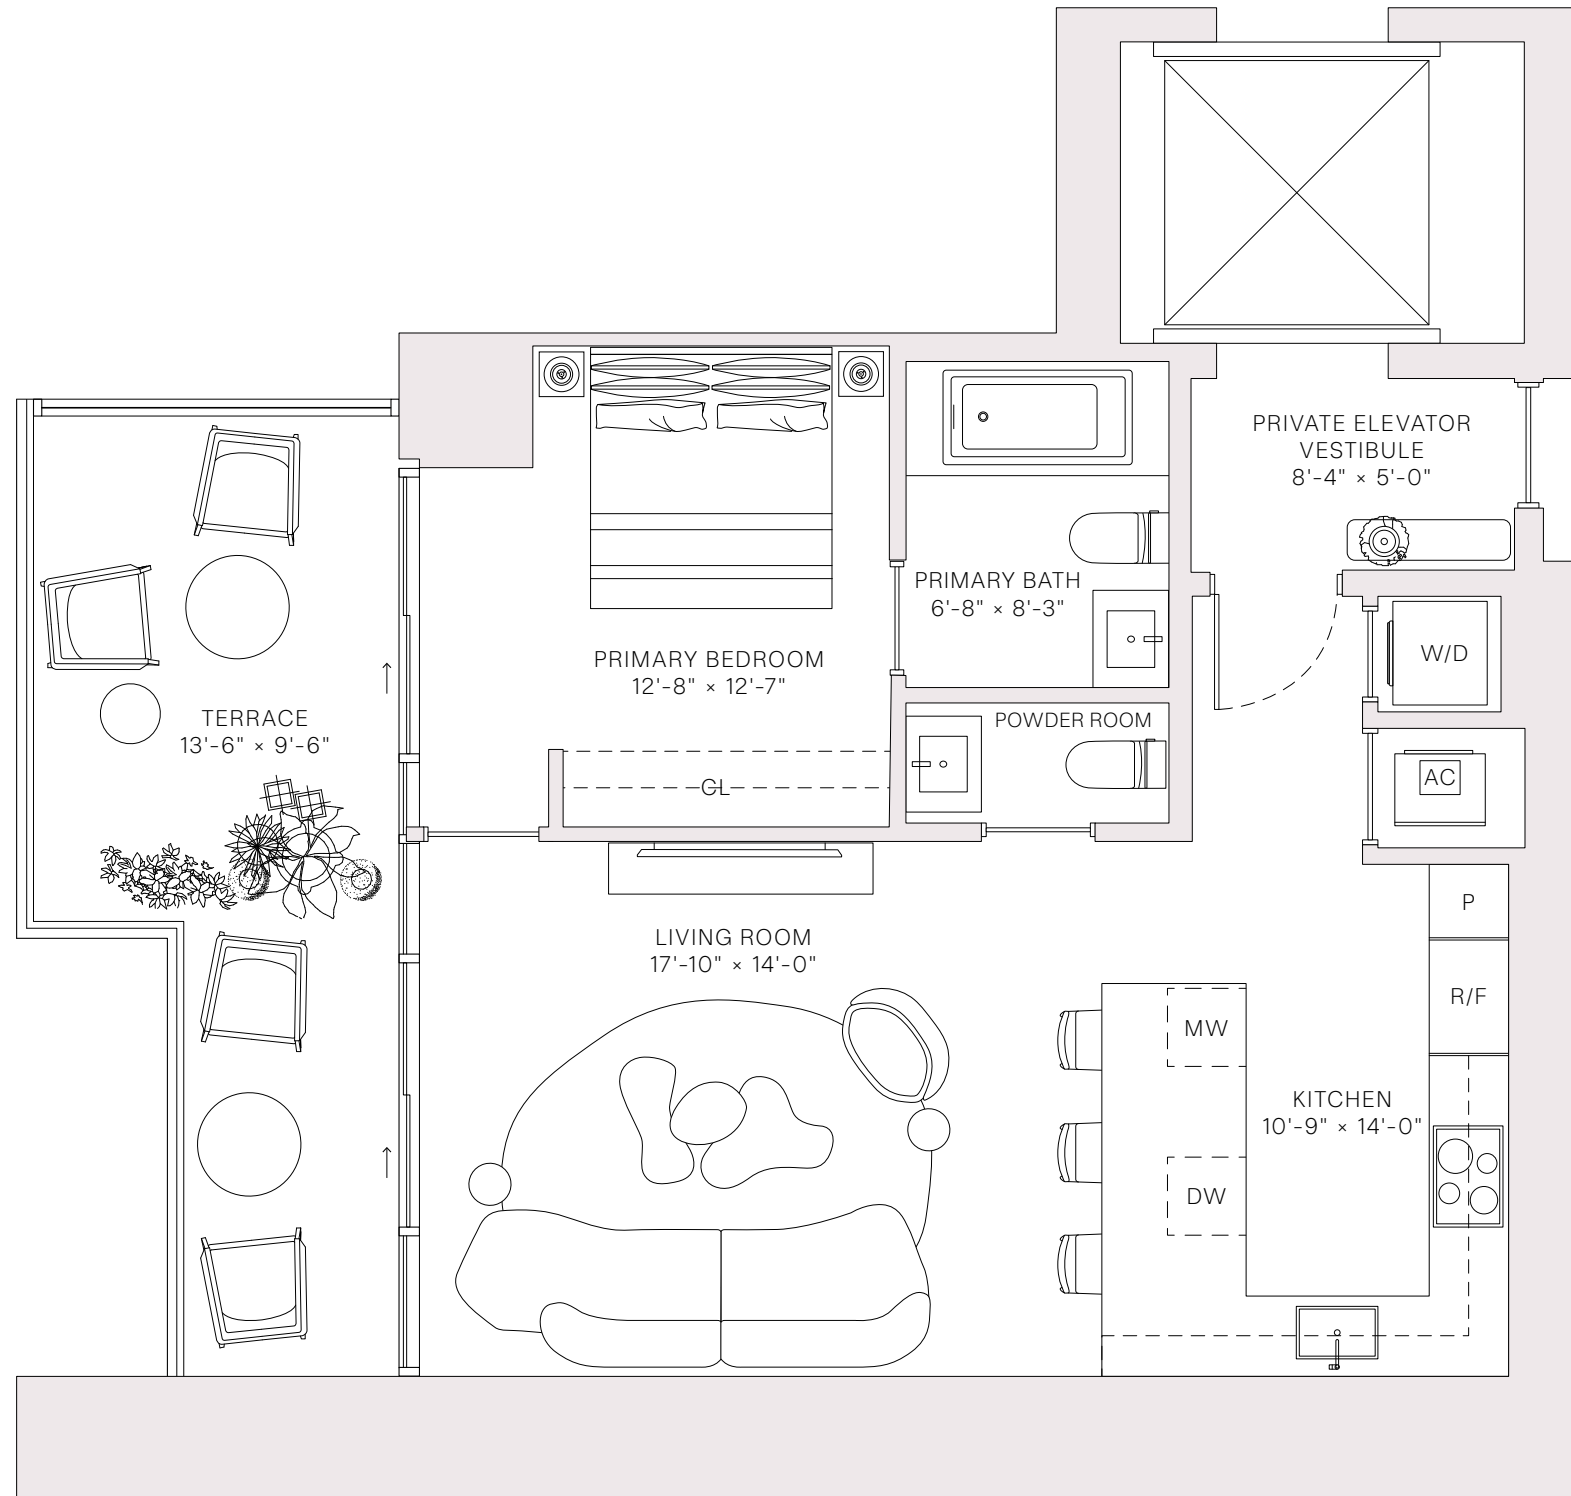 PRIVATE ELEVATOR
VESTIBULE
8'-4" × 5'-0"
PRIMARY BATH
6'-8" × 8'-3"
W/D
PRIMARY BEDROOM
12'-8" × 12'-7"
TERRACE
13'-6" × 9'-6"
POWDER ROOM
CL
AC
P
LIVING ROOM
17'-10" × 14'-0"
R/F
MW
KITCHEN
10'-9" × 14'-0"
DW